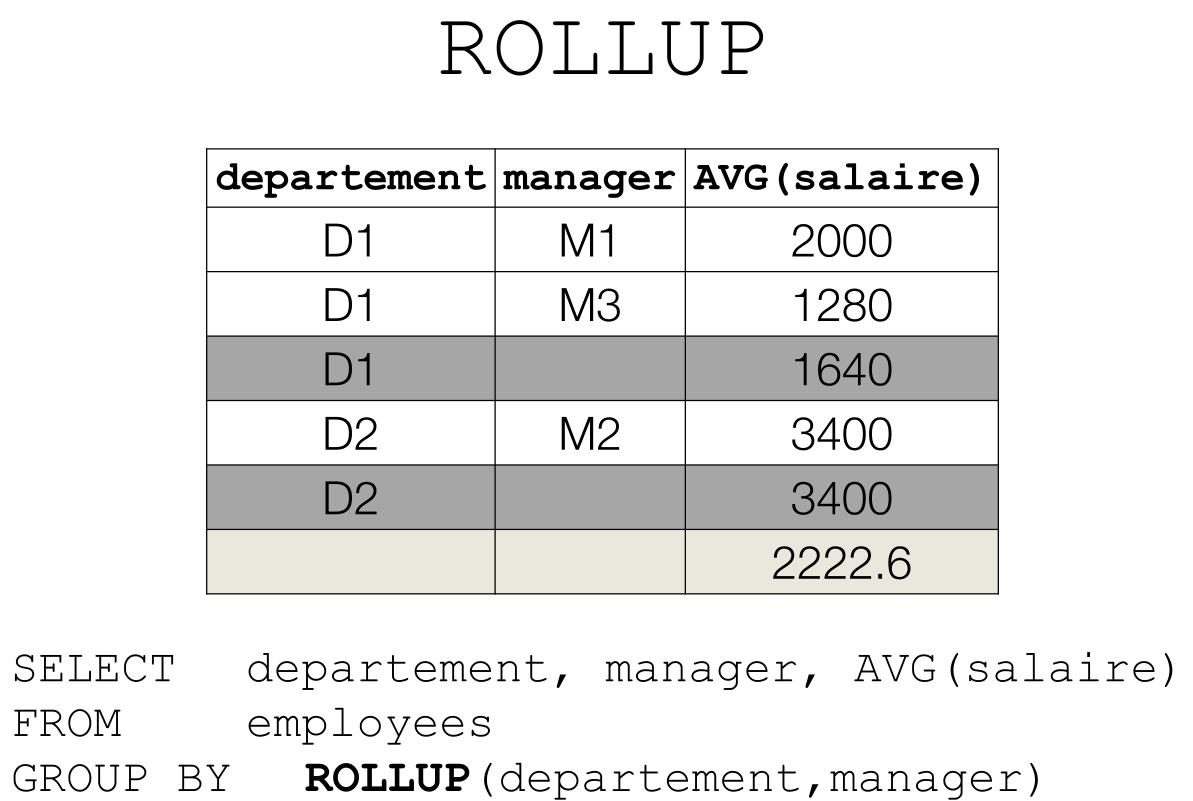 ROLLUP
departement manager AVG(salaire)
D1 M1 2000
D1 M3 1280
D1 1640
D2 M2 3400
D2 3400
2222.6
SELECT departement, manager, AVG(salaire)
FROM employees
GROUP BY ROLLUP(departement,manager)